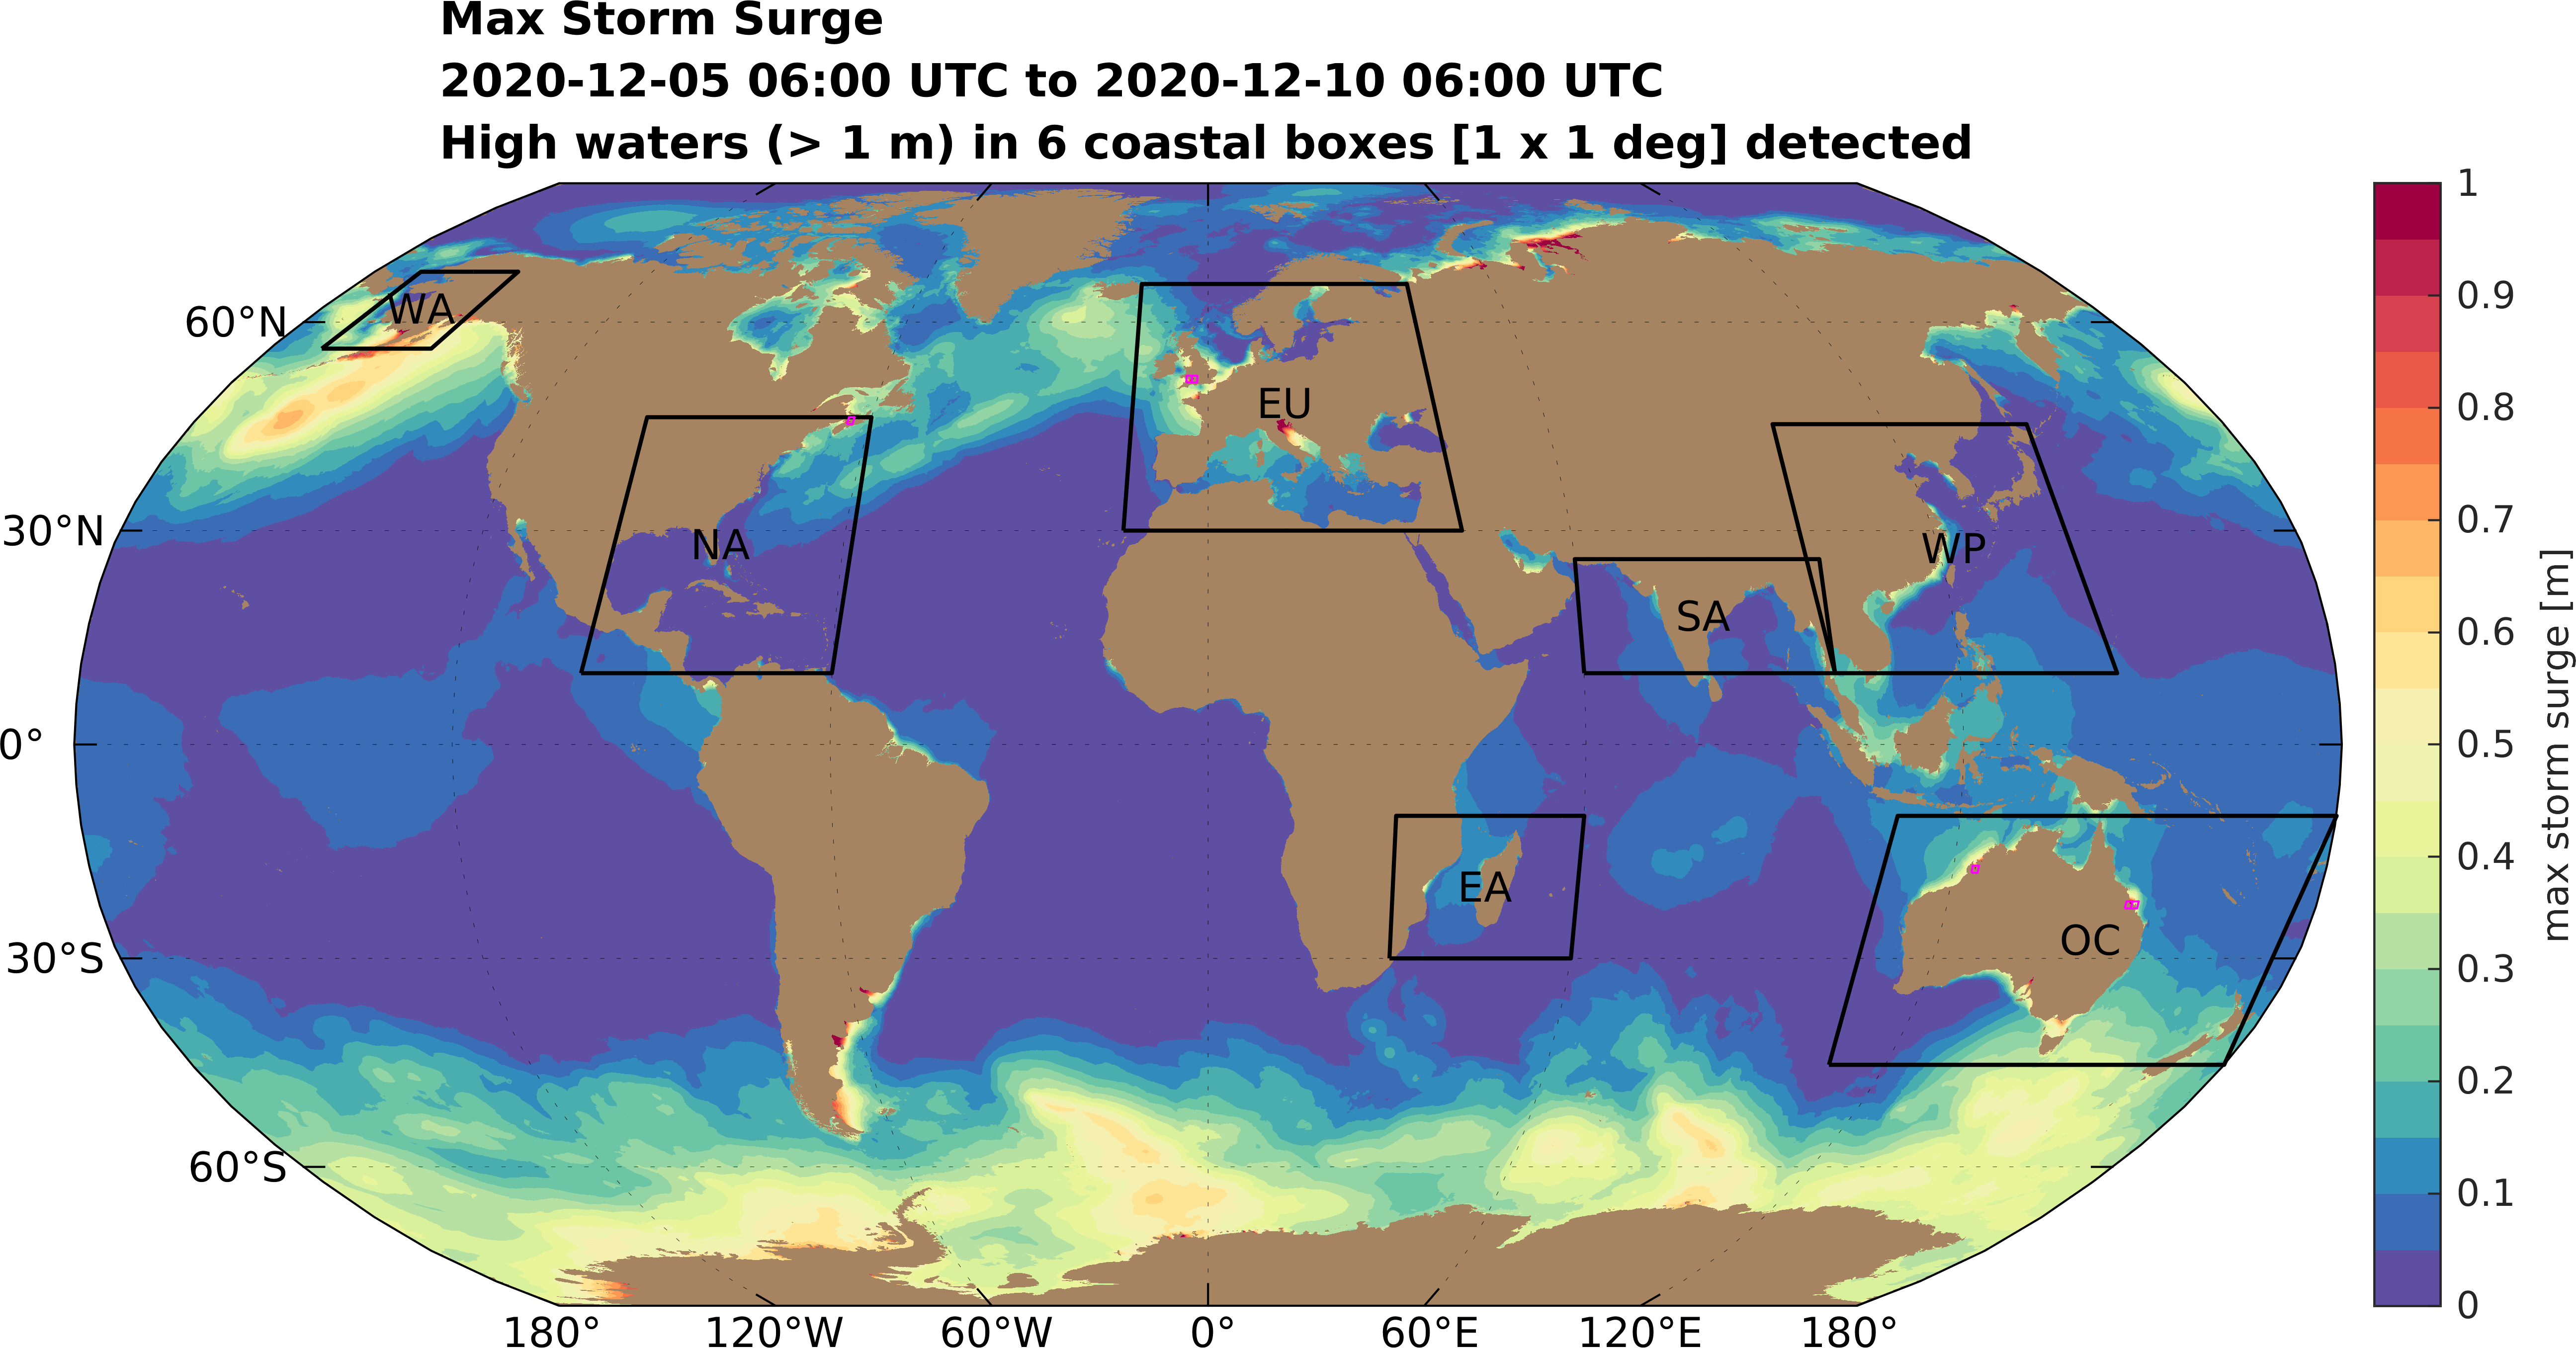 Max Storm Surge
2020-12-05 06:00 UTC to 2020-12-10 06:00 UTC
High waters (> 1 m) in 6 coastal boxes [1 x 1 deg] detected
60°N
30°N
0°
30°S
60°S
WA
NA
EU
SA
WP
EA
OC
180°
120°W
60°W
0°
60°E
120°E
180°
1
0.9
0.8
0.7
0.6
0.5
0.4
0.3
0.2
0.1
0
max storm surge [m]